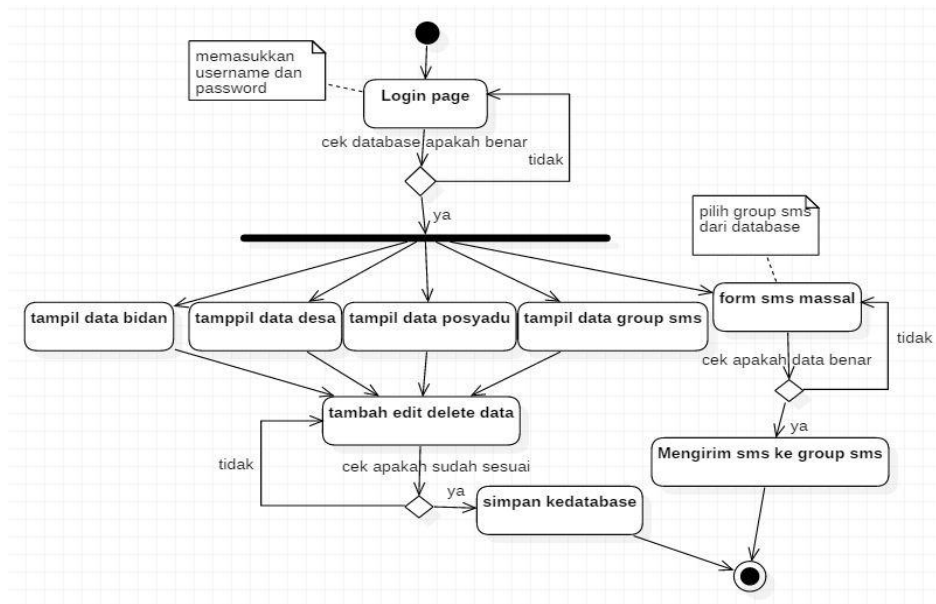 memasukkan
username dan
password
Login page
cek database apakah benar
tidak
ya
pilih group sms
dari database
tampil data bidan
tamppil data desa
tampil data posyadu
tampil data group sms
form sms massal
tidak
cek apakah data benar
tambah edit delete data
ya
Mengirim sms ke group sms
tidak
cek apakah sudah sesuai
ya
simpan kedatabase